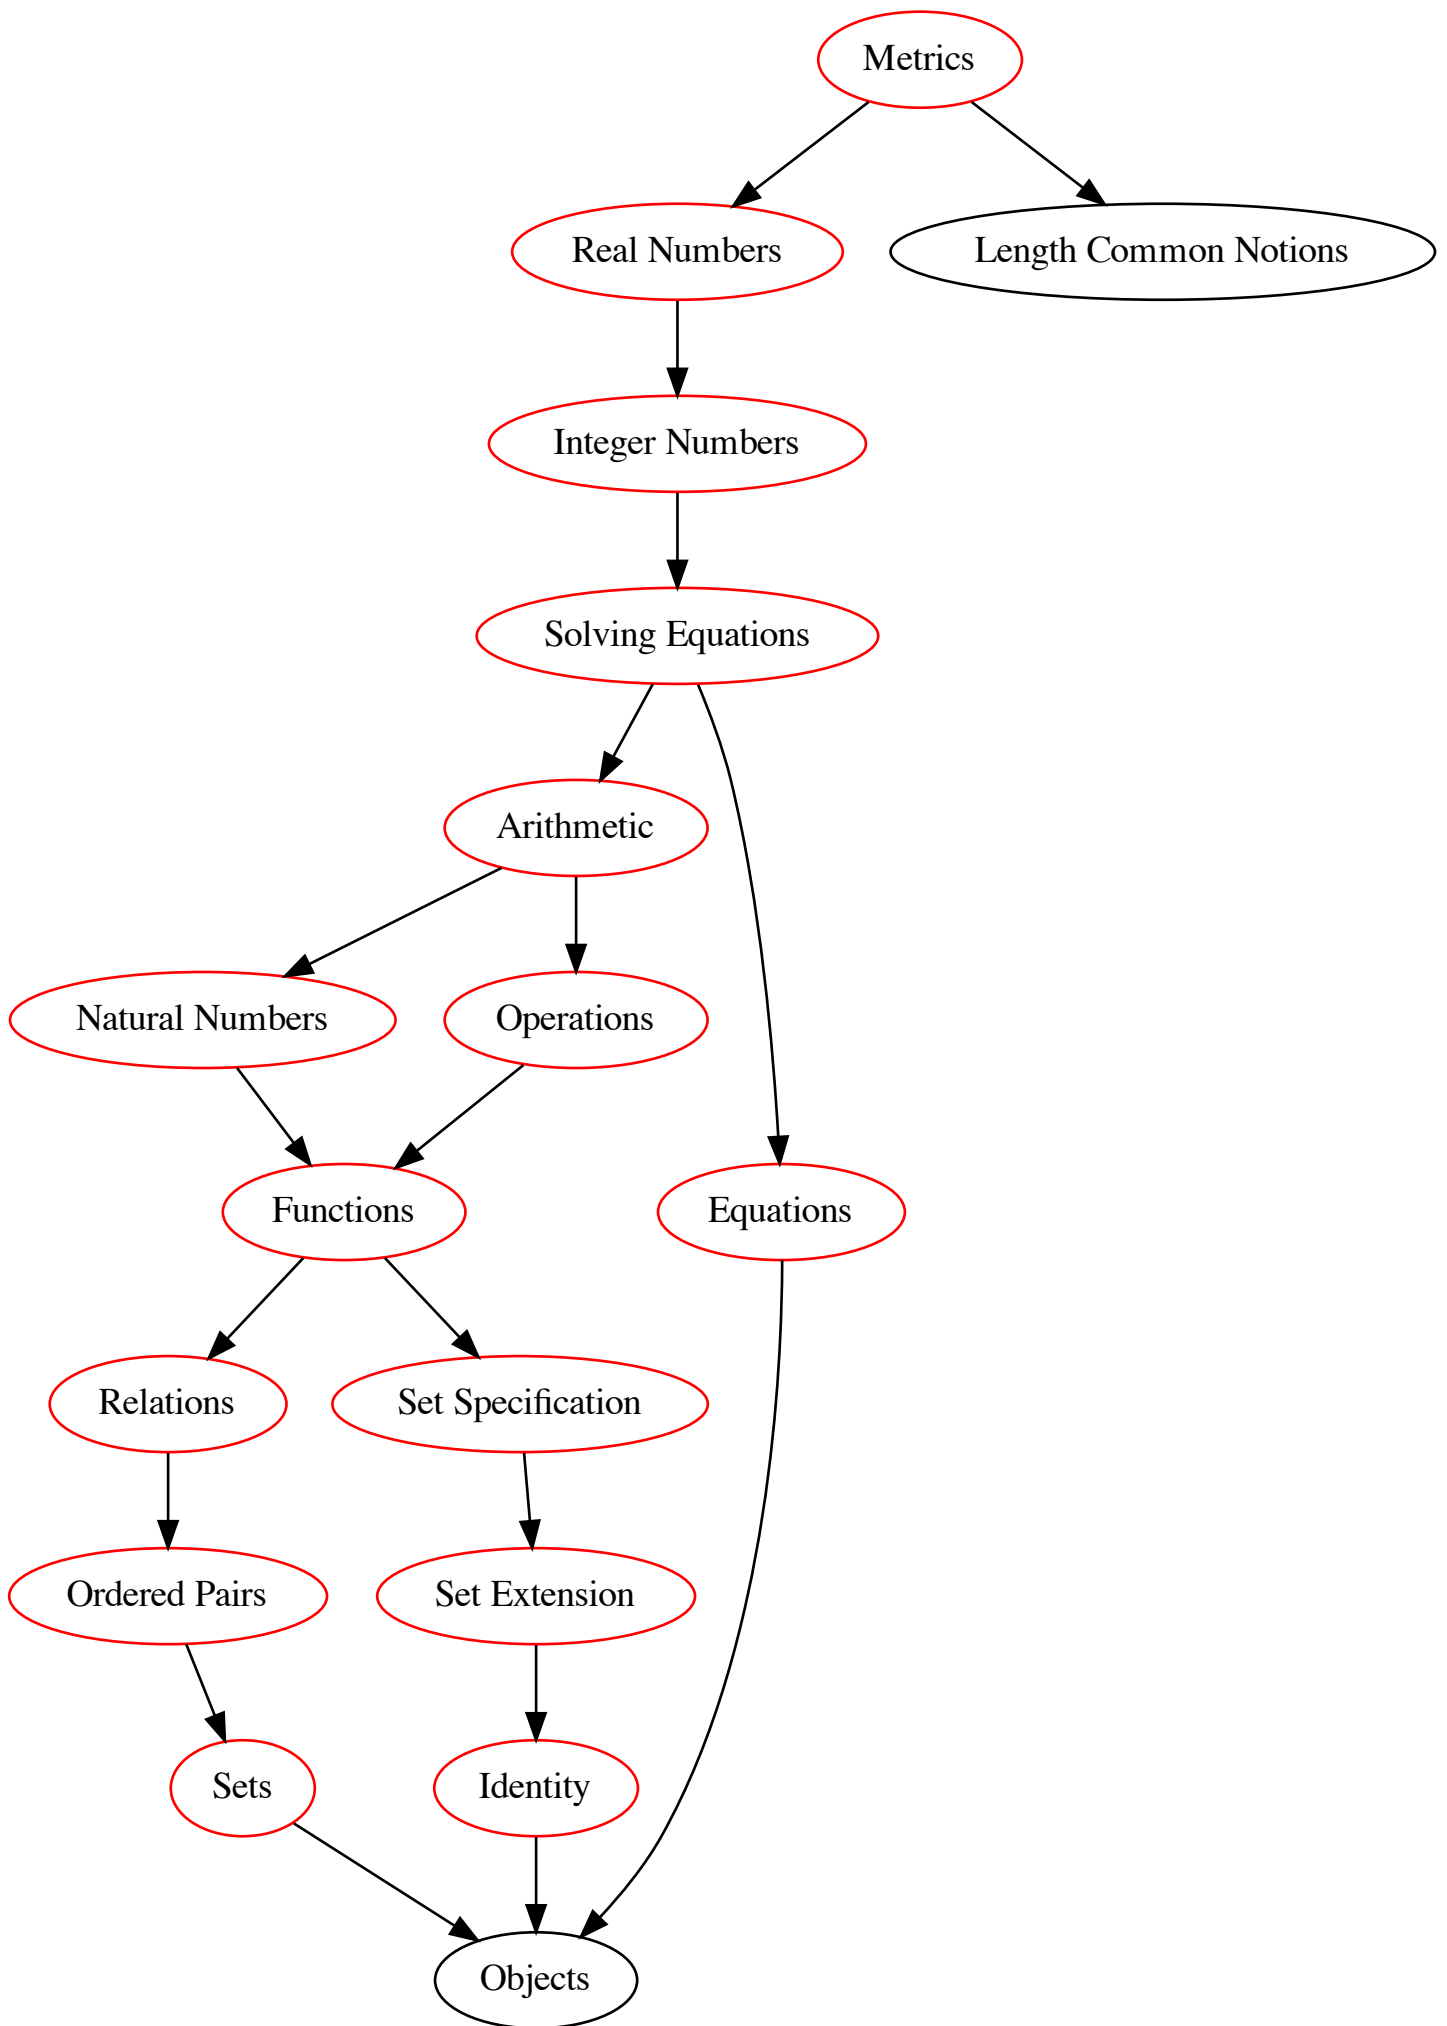 Metrics
Real Numbers
Length Common Notions
Integer Numbers
Solving Equations
Arithmetic
Natural Numbers
Operations
Functions
Equations
Relations
Set Specification
Ordered Pairs
Set Extension
Sets
Identity
Objects